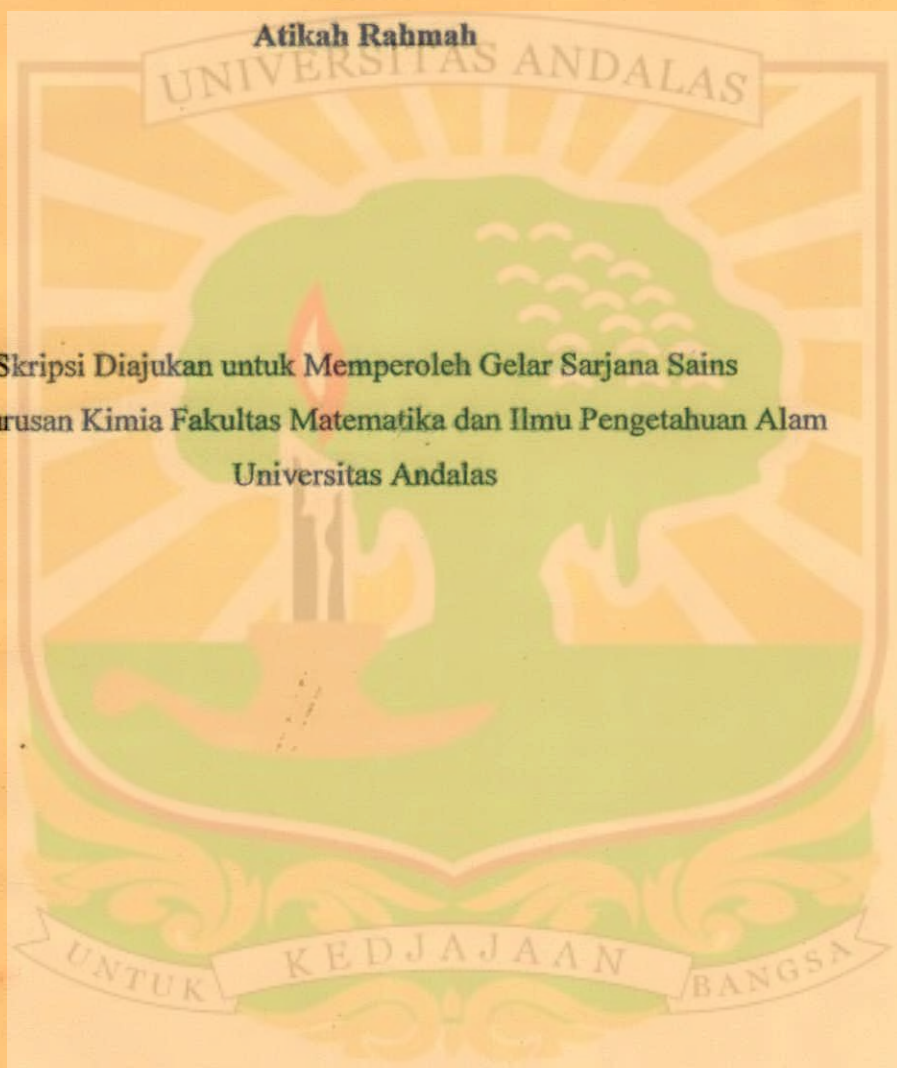 Atikah Rahmah
UNIVERSITAS ANDALAS
Skripsi Diajukan untuk Memperoleh Gelar Sarjana Sains
rusan Kimia Fakultas Matematika dan Ilmu Pengetahuan Alam
Universitas Andalas
UNTUK KEDJAJAAN BANGSA